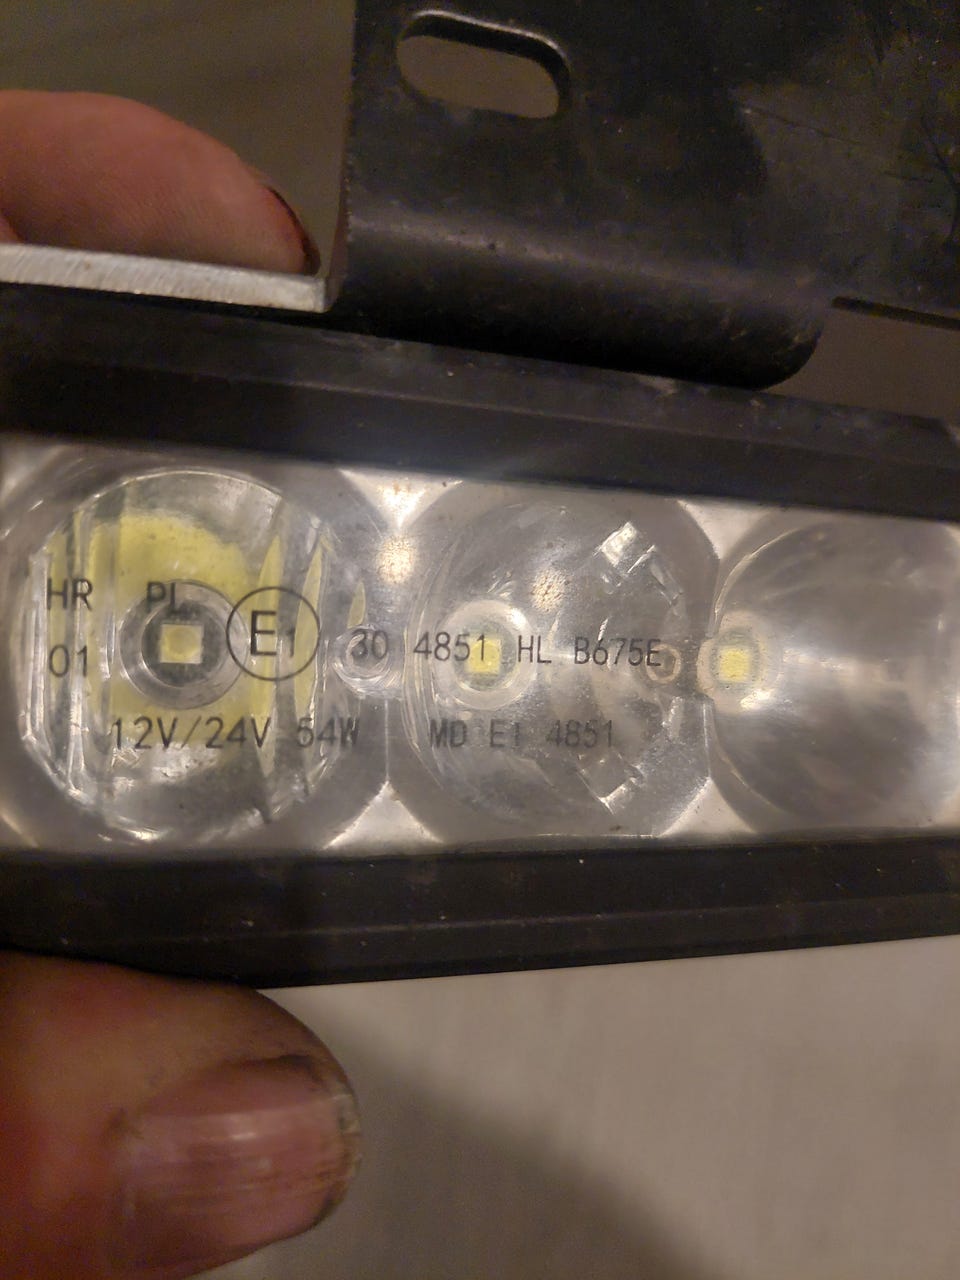 HR PL E1 30 4851 HL B675E
01
12V/24V 54W MD E1 4851